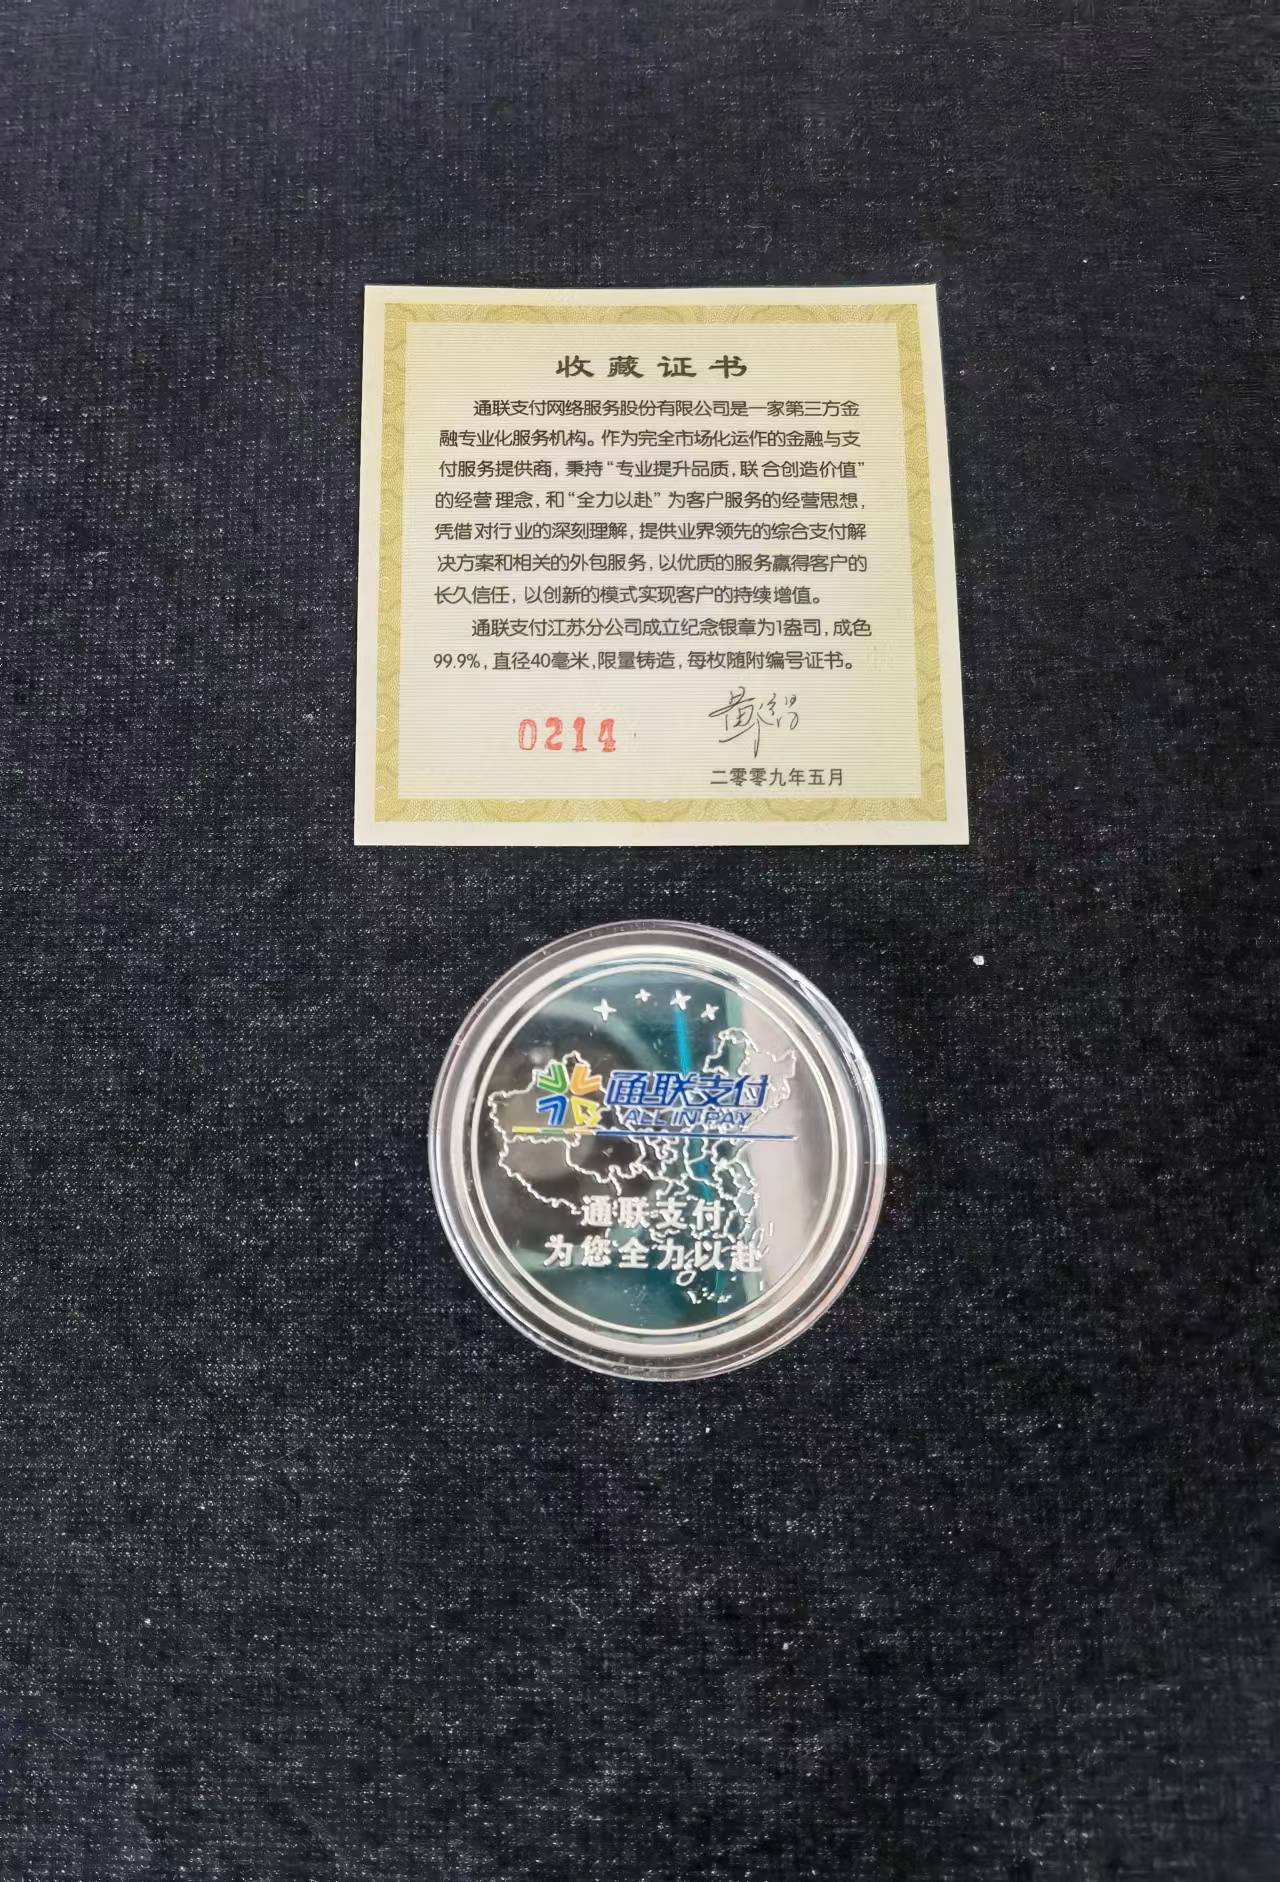 收藏证书
通联支付网络服务股份有限公司是一家第三方金
融专业化服务机构。作为完全市场化运作的金融与支
付服务提供商，秉持“专业提升品质，联合创造价值”
的经营理念，和“全力以赴”为客户服务的经营思想，
凭借对行业的深刻理解，提供业界领先的综合支付解
决方案和相关的外包服务，以优质的服务赢得客户的
长久信任，以创新的模式实现客户的持续增值。
通联支付江苏分公司成立纪念银章为1盎司，成色
99.9%，直径40毫米，限量铸造，每枚随附编号证书。
0214
二零零九年五月
通联支付
ALL IN PAY
通联支付
为您全力以赴